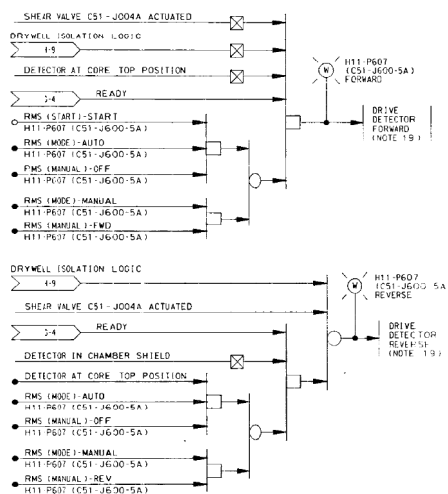 SHEAR VALVE C51-J004A ACTUATED
DRYWELL ISOLATION LOGIC
H-9
DETECTOR AT CORE TOP POSITION
READY
J-4
RMS (START)-START
H11-P607 (C51-J600-5A)
RMS (MODE)-AUTO
H11-P607 (C51-J600-5A)
RMS (MANUAL)-OFF
H11-P607 (C51-J600-5A)
RMS (MODE)-MANUAL
H11-P607 (C51-J600-5A)
RMS (MANUAL)-FWD
H11-P607 (C51-J600-5A)
W
H11-P607
(C51-J600-5A)
FORWARD
DRIVE
DETECTOR
FORWARD
(NOTE 19)
DRYWELL ISOLATION LOGIC
H-9
SHEAR VALVE C51-J004A ACTUATED
READY
J-4
DETECTOR IN CHAMBER SHIELD
DETECTOR AT CORE TOP POSITION
RMS (MODE)-AUTO
H11-P607 (C51-J600-5A)
RMS (MANUAL)-OFF
H11-P607 (C51-J600-5A)
RMS (MODE)-MANUAL
H11-P607 (C51-J600-5A)
RMS (MANUAL)-REV
H11-P607 (C51-J600-5A)
W
H11-P607
(C51-J600 5A)
REVERSE
DRIVE
DETECTOR
REVERSE
(NOTE 19)